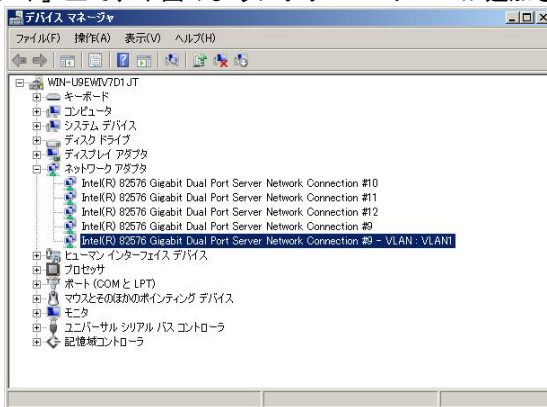 デバイス マネージャ
ファイル(F) 操作(A) 表示(V) ヘルプ(H)
WIN-U9EWIV7D1JT
キーボード
コンピュータ
システム デバイス
ディスク ドライブ
ディスプレイ アダプタ
ネットワーク アダプタ
Intel(R) 82576 Gigabit Dual Port Server Network Connection #10
Intel(R) 82576 Gigabit Dual Port Server Network Connection #11
Intel(R) 82576 Gigabit Dual Port Server Network Connection #12
Intel(R) 82576 Gigabit Dual Port Server Network Connection #9
Intel(R) 82576 Gigabit Dual Port Server Network Connection #9 - VLAN : VLAN1
ヒューマン インターフェイス デバイス
プロセッサ
ポート (COM と LPT)
マウスとそのほかのポインティング デバイス
モニタ
ユニバーサル シリアル バス コントローラ
記憶域コントローラ